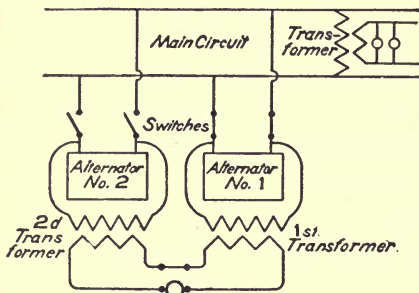 Main Circuit
Trans-
former
Switches
Alternator
No. 2
Alternator
No. 1
2d
Trans
former
1st.
Transformer.